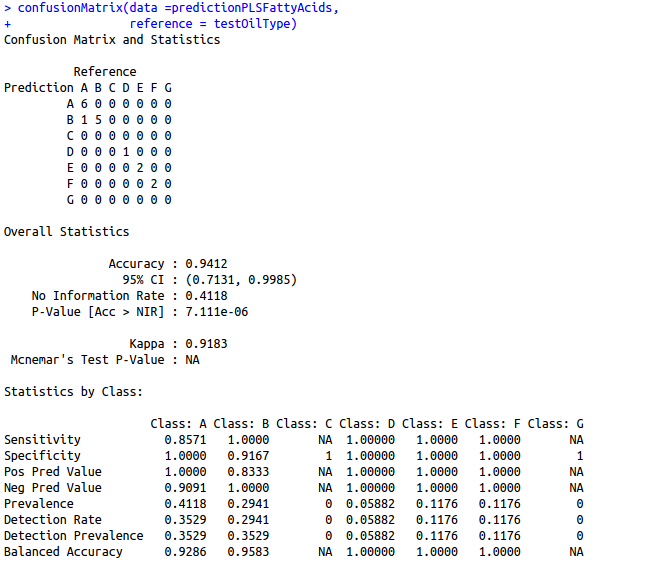 > confusionMatrix(data =predictionPLSFattyAcids,
+                 reference = testOilType)
Confusion Matrix and Statistics

          Reference
Prediction A B C D E F G
         A 6 0 0 0 0 0 0
         B 1 5 0 0 0 0 0
         C 0 0 0 0 0 0 0
         D 0 0 0 1 0 0 0
         E 0 0 0 0 2 0 0
         F 0 0 0 0 0 2 0
         G 0 0 0 0 0 0 0

Overall Statistics

               Accuracy : 0.9412
                 95% CI : (0.7131, 0.9985)
    No Information Rate : 0.4118
    P-Value [Acc > NIR] : 7.111e-06

                  Kappa : 0.9183
 Mcnemar's Test P-Value : NA

Statistics by Class:

                     Class: A Class: B Class: C Class: D Class: E Class: F Class: G
Sensitivity            0.8571   1.0000       NA  1.00000   1.0000   1.0000       NA
Specificity            1.0000   0.9167        1  1.00000   1.0000   1.0000        1
Pos Pred Value         1.0000   0.8333       NA  1.00000   1.0000   1.0000       NA
Neg Pred Value         0.9091   1.0000       NA  1.00000   1.0000   1.0000       NA
Prevalence             0.4118   0.2941        0  0.05882   0.1176   0.1176        0
Detection Rate         0.3529   0.2941        0  0.05882   0.1176   0.1176        0
Detection Prevalence   0.3529   0.3529        0  0.05882   0.1176   0.1176        0
Balanced Accuracy      0.9286   0.9583       NA  1.00000   1.0000   1.0000       NA